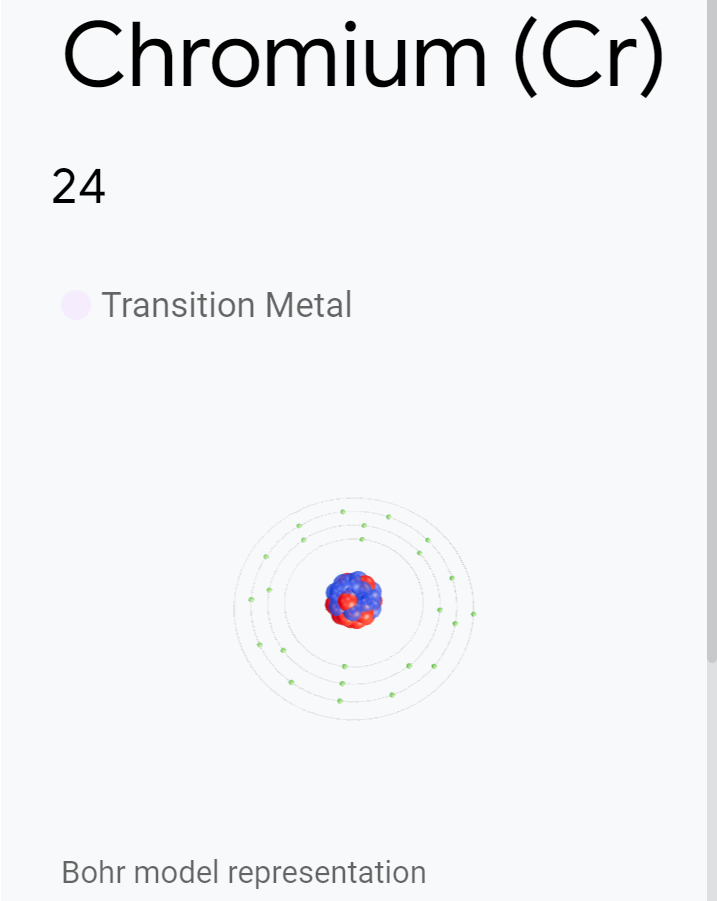 Chromium (Cr)
24
Transition Metal
Bohr model representation